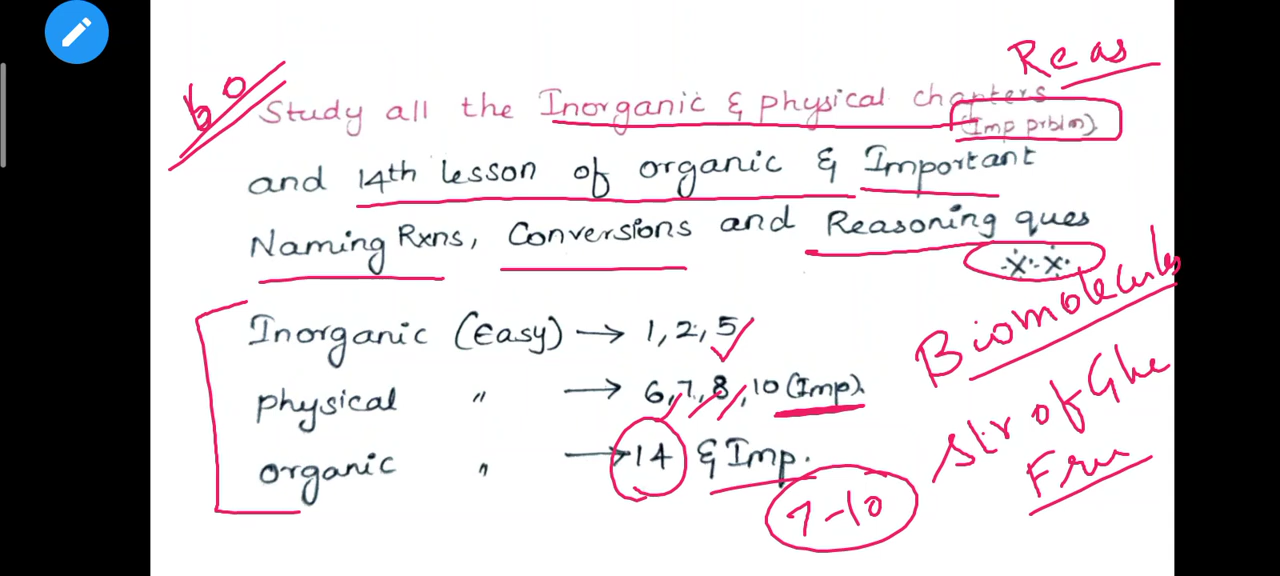 Reas
60
Study all the Inorganic & physical chapters
(Imp prblm)
and 14th lesson of organic & Important
Naming Rxns, Conversions and Reasoning ques
Inorganic (Easy) → 1, 2, 5
physical " → 6, 7, 8, 10 (Imp).
organic " → 14 & Imp.
Biomolecules
Str of Glu
Fru
7-10